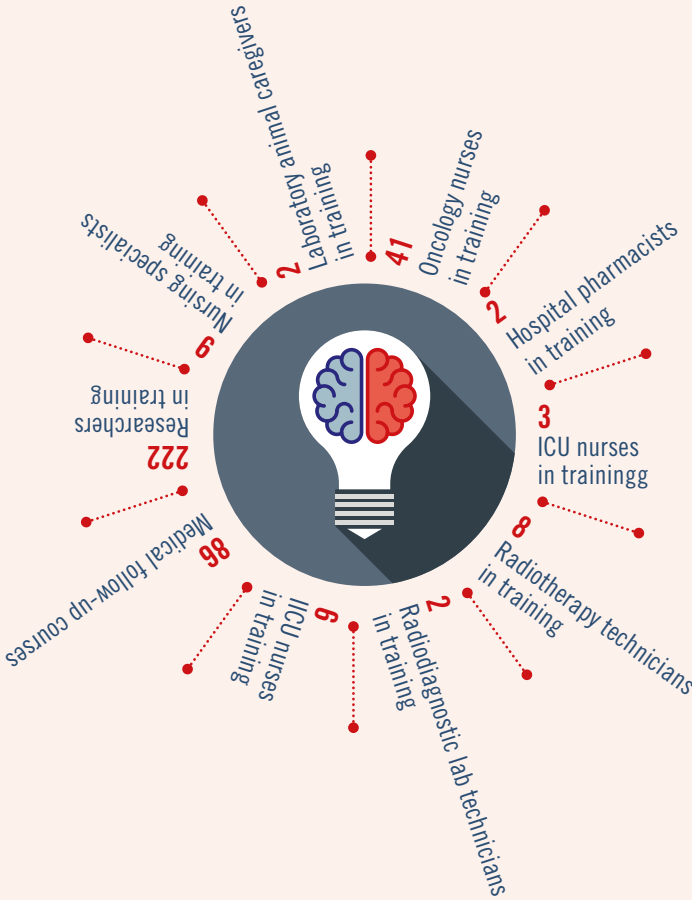 41
Oncology nurses
in training
2
Hospital pharmacists
in training
3
ICU nurses
in trainingg
8
Radiotherapy technicians
in training
2
Radiodiagnostic lab technicians
in training
6
IICU nurses
in training
86
Medical follow-up courses
222
Researchers
in training
6
Nursing specialists
in training
2
Laboratory animal caregivers
in training